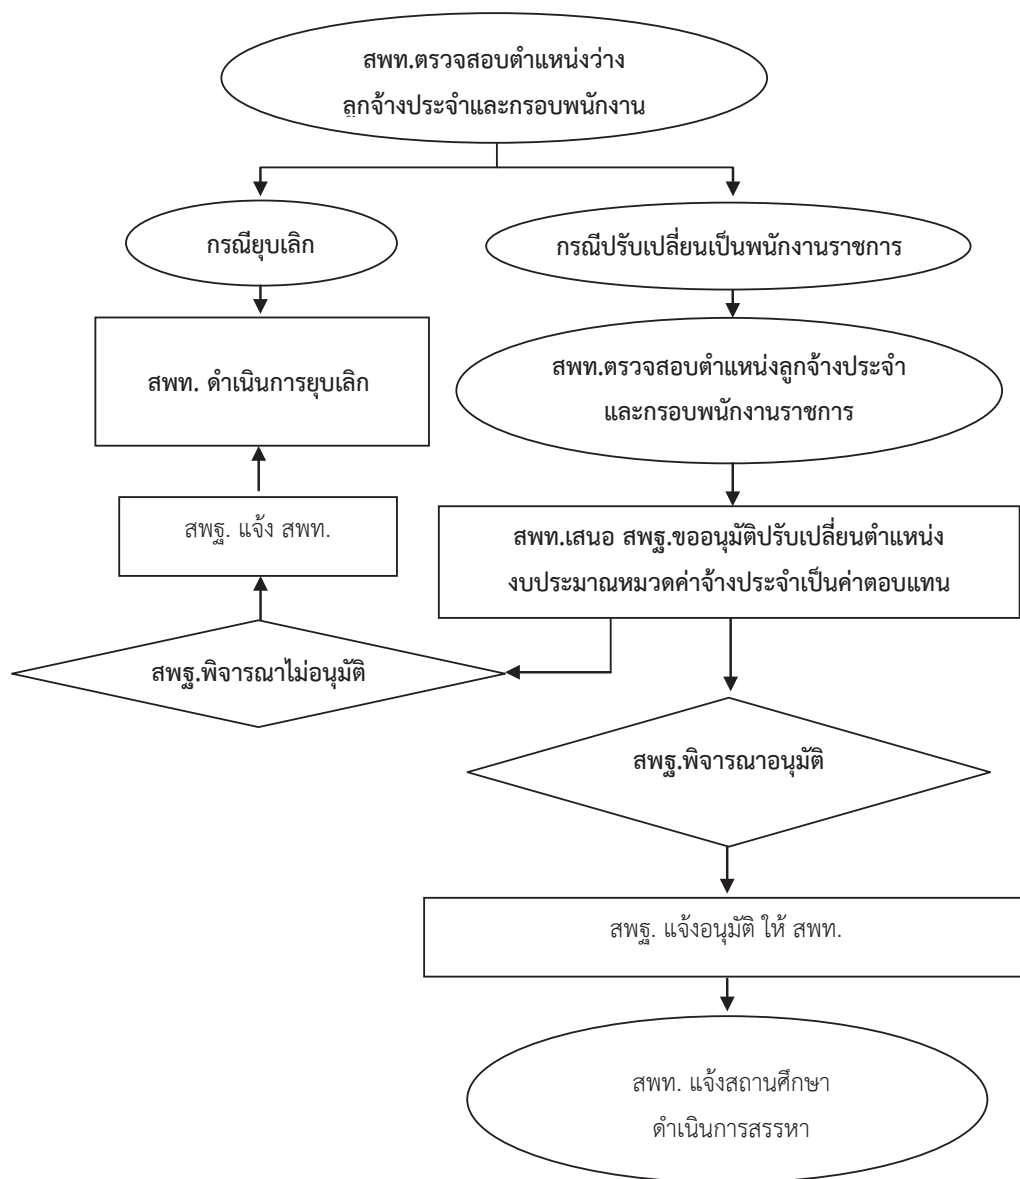 สพท.ตรวจสอบตำแหน่งว่าง
ลูกจ้างประจำและกรอบพนักงาน
กรณียุบเลิก
กรณีปรับเปลี่ยนเป็นพนักงานราชการ
สพท. ดำเนินการยุบเลิก
สพท.ตรวจสอบตำแหน่งลูกจ้างประจำ
และกรอบพนักงานราชการ
สพฐ. แจ้ง สพท.
สพท.เสนอ สพฐ.ขออนุมัติปรับเปลี่ยนตำแหน่ง
งบประมาณหมวดค่าจ้างประจำเป็นค่าตอบแทน
สพฐ.พิจารณาไม่อนุมัติ
สพฐ.พิจารณาอนุมัติ
สพฐ. แจ้งอนุมัติ ให้ สพท.
สพท. แจ้งสถานศึกษา
ดำเนินการสรรหา